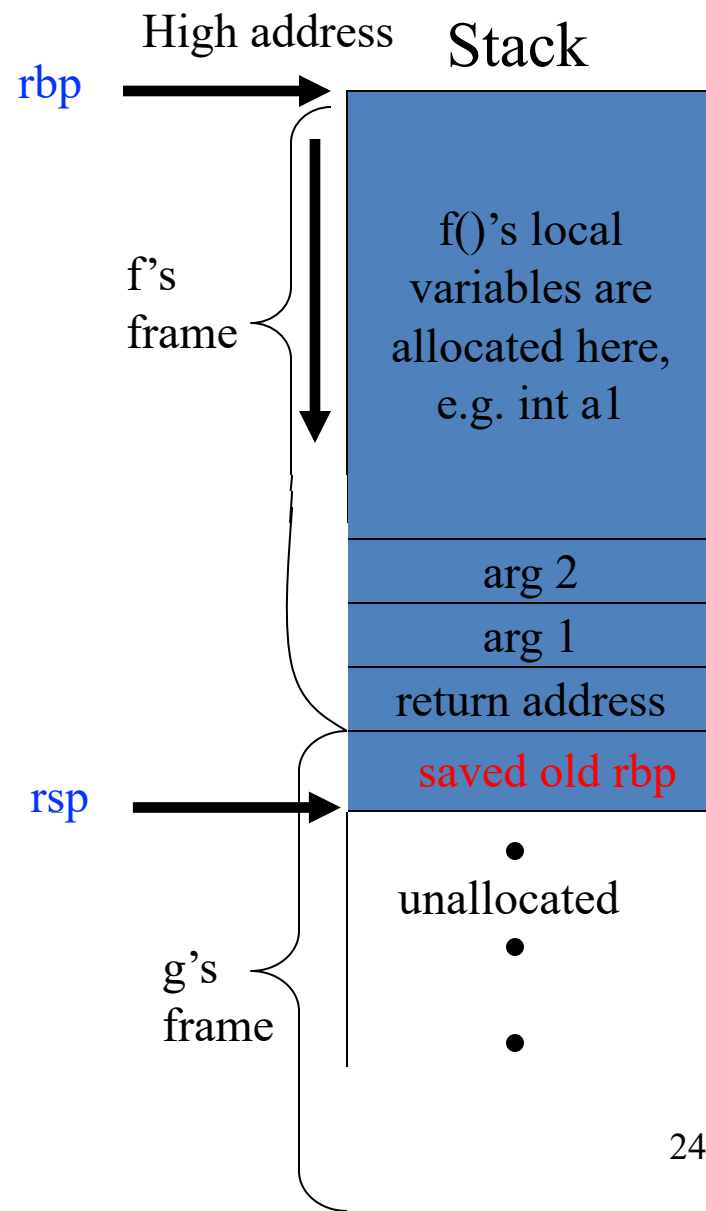 High address
Stack
rbp
f()’s local
variables are
allocated here,
e.g. int a1
f’s
frame
arg 2
arg 1
return address
saved old rbp
rsp
unallocated
g’s
frame
24